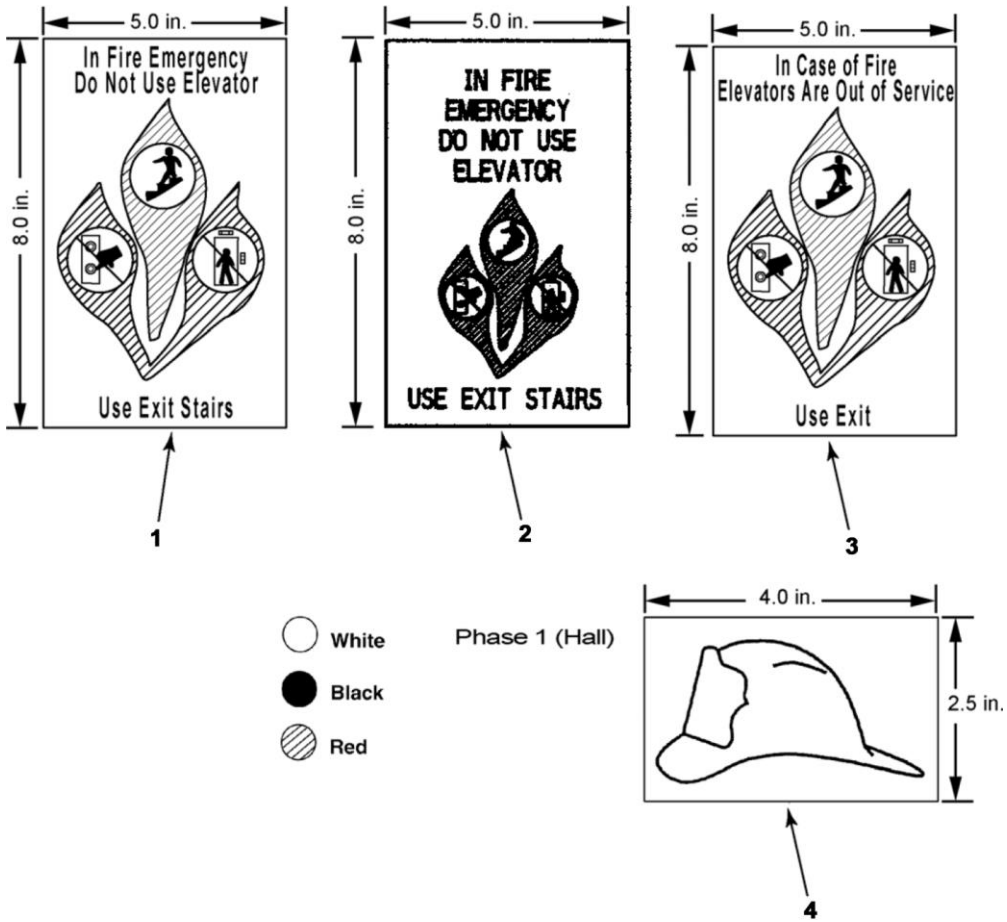 5.0 in.
8.0 in.
In Fire Emergency
Do Not Use Elevator
Use Exit Stairs
1
5.0 in.
8.0 in.
IN FIRE
EMERGENCY
DO NOT USE
ELEVATOR
USE EXIT STAIRS
2
5.0 in.
8.0 in.
In Case of Fire
Elevators Are Out of Service
Use Exit
3
White
Black
Red
Phase 1 (Hall)
4.0 in.
2.5 in.
4